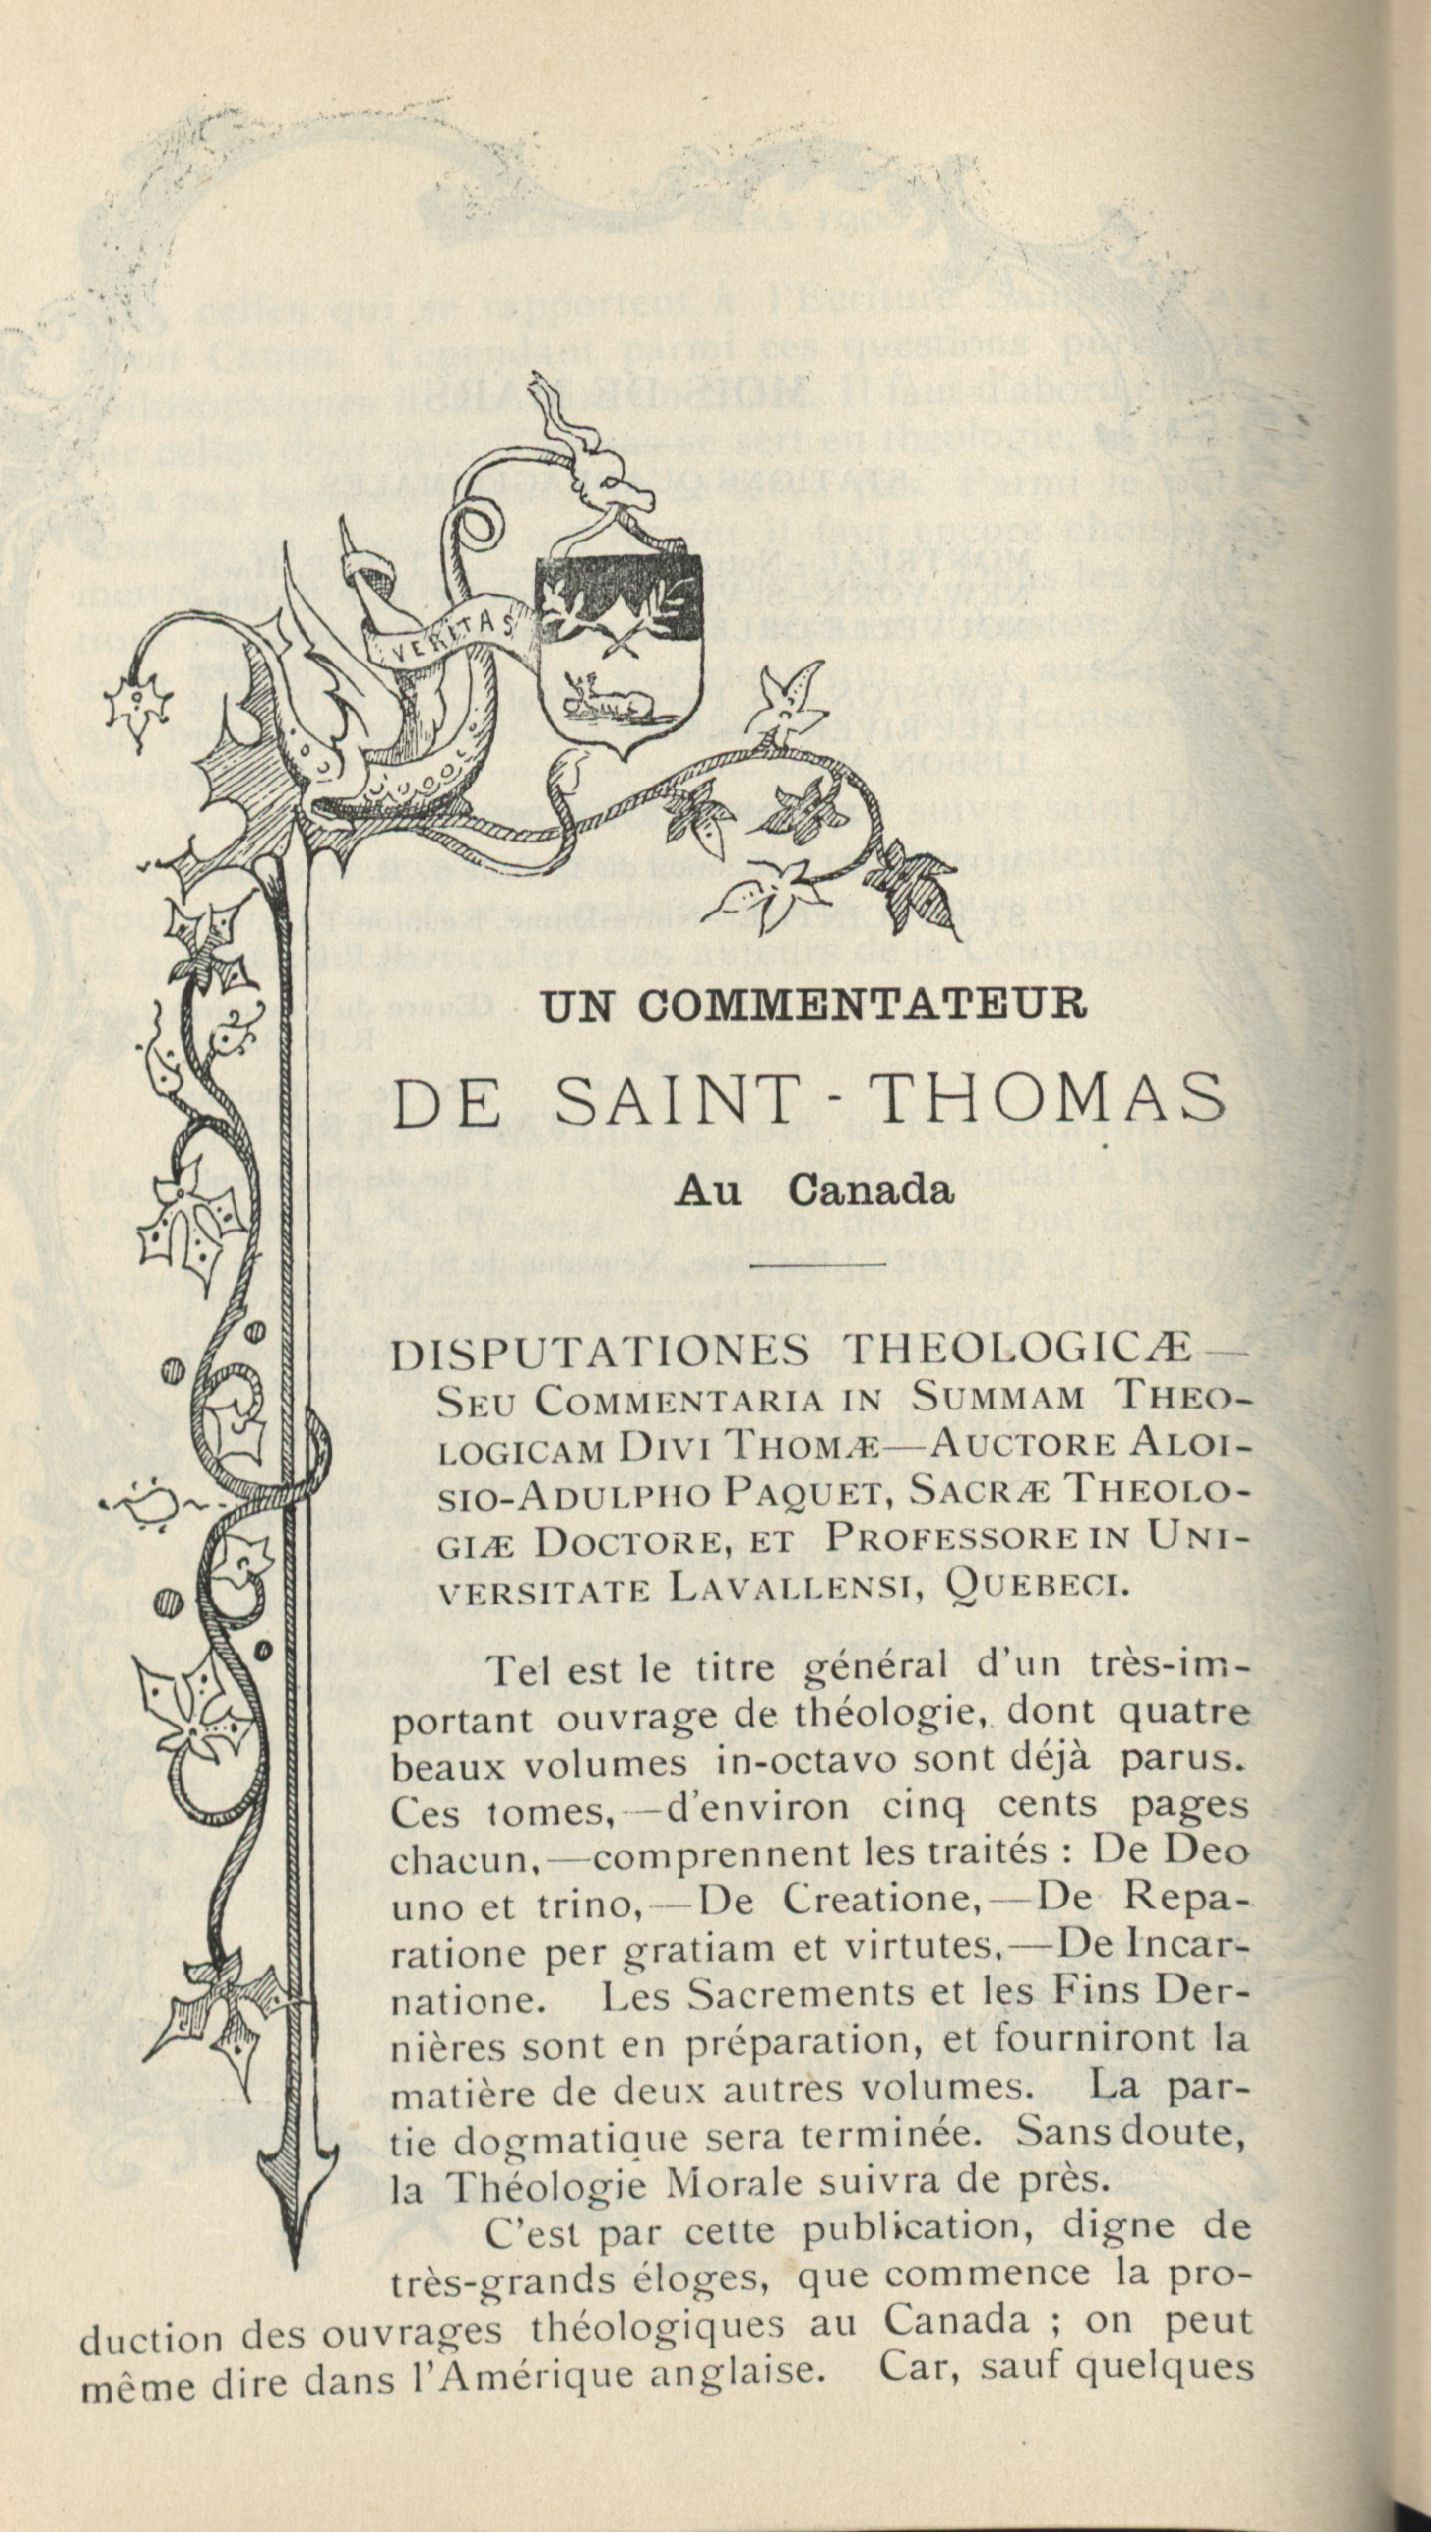 VERITAS
UN COMMENTATEUR
DE SAINT-THOMAS
Au Canada
DISPUTATIONES THEOLOGICÆ—
SEU COMMENTARIA IN SUMMAM THEO-
LOGICAM DIVI THOMÆ—AUCTORE ALOI-
SIO-ADULPHO PAQUET, SACRÆ THEOLO-
GIÆ DOCTORE, ET PROFESSORE IN UNI-
VERSITATE LAVALLENSI, QUEBECI.
Tel est le titre général d'un très-im-
portant ouvrage de théologie, dont quatre
beaux volumes in-octavo sont déjà parus.
Ces tomes,—d'environ cinq cents pages
chacun,—comprennent les traités : De Deo
uno et trino,—De Creatione,—De Repa-
ratione per gratiam et virtutes,—De Incar-
natione. Les Sacrements et les Fins Der-
nières sont en préparation, et fourniront la
matière de deux autres volumes. La par-
tie dogmatique sera terminée. Sans doute,
la Théologie Morale suivra de près.
C'est par cette publication, digne de
très-grands éloges, que commence la pro-
duction des ouvrages théologiques au Canada ; on peut
même dire dans l'Amérique anglaise. Car, sauf quelques